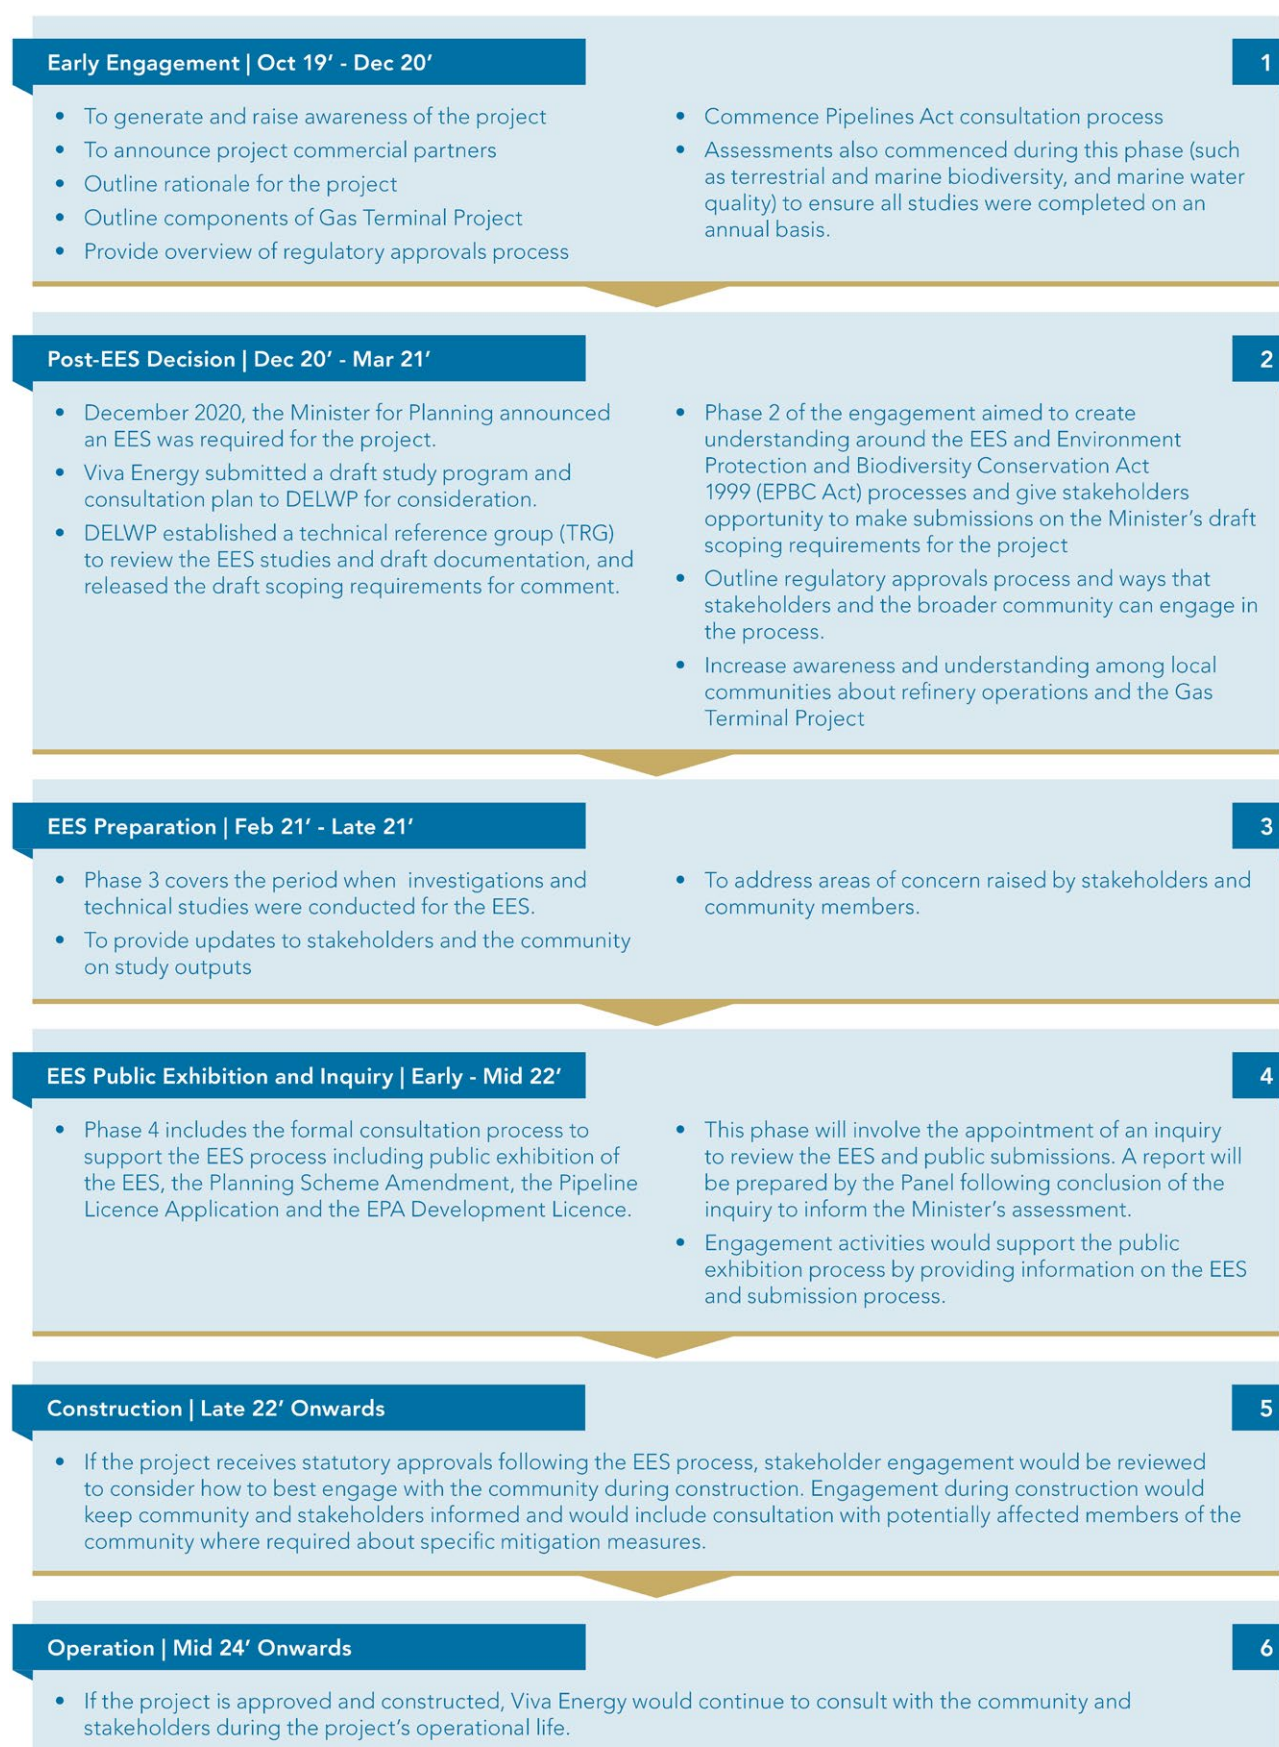 Early Engagement | Oct 19’ - Dec 20’
1
• To generate and raise awareness of the project
• To announce project commercial partners
• Outline rationale for the project
• Outline components of Gas Terminal Project
• Provide overview of regulatory approvals process
• Commence Pipelines Act consultation process
• Assessments also commenced during this phase (such
as terrestrial and marine biodiversity, and marine water
quality) to ensure all studies were completed on an
annual basis.
Post-EES Decision | Dec 20’ - Mar 21’
2
• December 2020, the Minister for Planning announced
an EES was required for the project.
• Viva Energy submitted a draft study program and
consultation plan to DELWP for consideration.
• DELWP established a technical reference group (TRG)
to review the EES studies and draft documentation, and
released the draft scoping requirements for comment.
• Phase 2 of the engagement aimed to create
understanding around the EES and Environment
Protection and Biodiversity Conservation Act
1999 (EPBC Act) processes and give stakeholders
opportunity to make submissions on the Minister’s draft
scoping requirements for the project
• Outline regulatory approvals process and ways that
stakeholders and the broader community can engage in
the process.
• Increase awareness and understanding among local
communities about refinery operations and the Gas
Terminal Project
EES Preparation | Feb 21’ - Late 21’
3
• Phase 3 covers the period when investigations and
technical studies were conducted for the EES.
• To provide updates to stakeholders and the community
on study outputs
• To address areas of concern raised by stakeholders and
community members.
EES Public Exhibition and Inquiry | Early - Mid 22’
4
• Phase 4 includes the formal consultation process to
support the EES process including public exhibition of
the EES, the Planning Scheme Amendment, the Pipeline
Licence Application and the EPA Development Licence.
• This phase will involve the appointment of an inquiry
to review the EES and public submissions. A report will
be prepared by the Panel following conclusion of the
inquiry to inform the Minister’s assessment.
• Engagement activities would support the public
exhibition process by providing information on the EES
and submission process.
Construction | Late 22’ Onwards
5
• If the project receives statutory approvals following the EES process, stakeholder engagement would be reviewed
to consider how to best engage with the community during construction. Engagement during construction would
keep community and stakeholders informed and would include consultation with potentially affected members of the
community where required about specific mitigation measures.
Operation | Mid 24’ Onwards
6
• If the project is approved and constructed, Viva Energy would continue to consult with the community and
stakeholders during the project’s operational life.